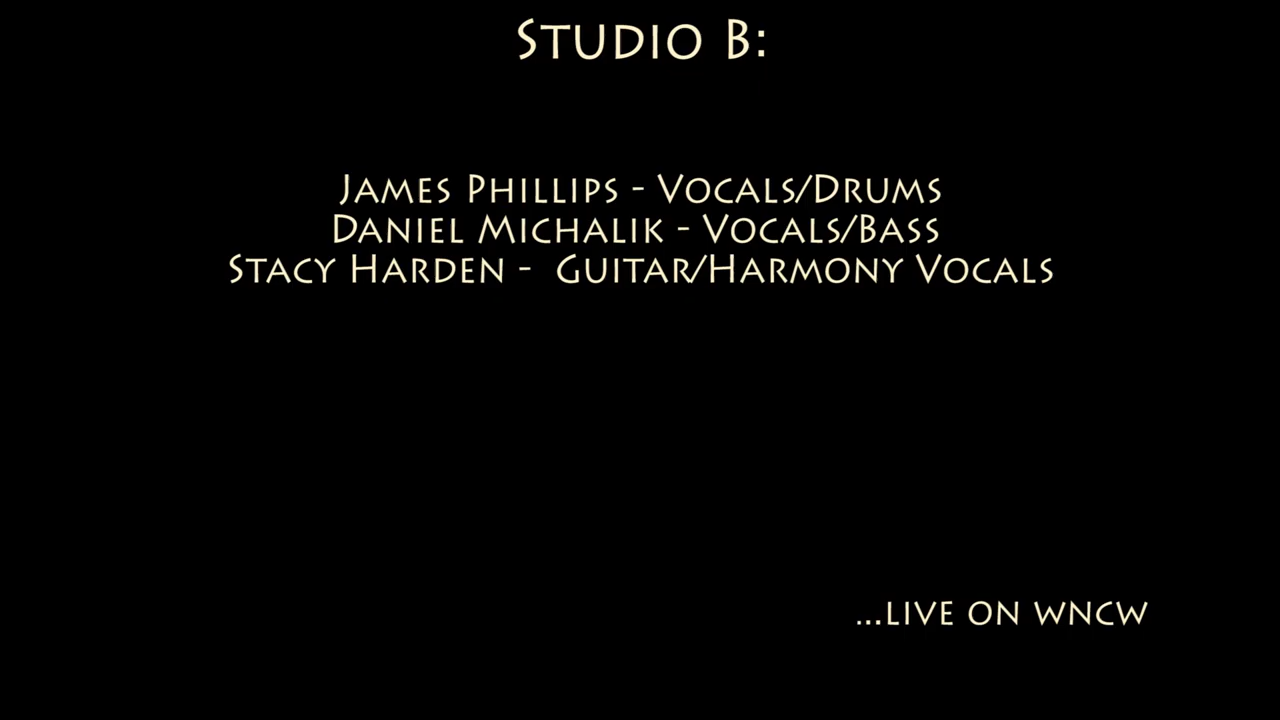 Studio B:
James Phillips - Vocals/Drums
Daniel Michalik - Vocals/Bass
Stacy Harden -  Guitar/Harmony Vocals
...live on wncw